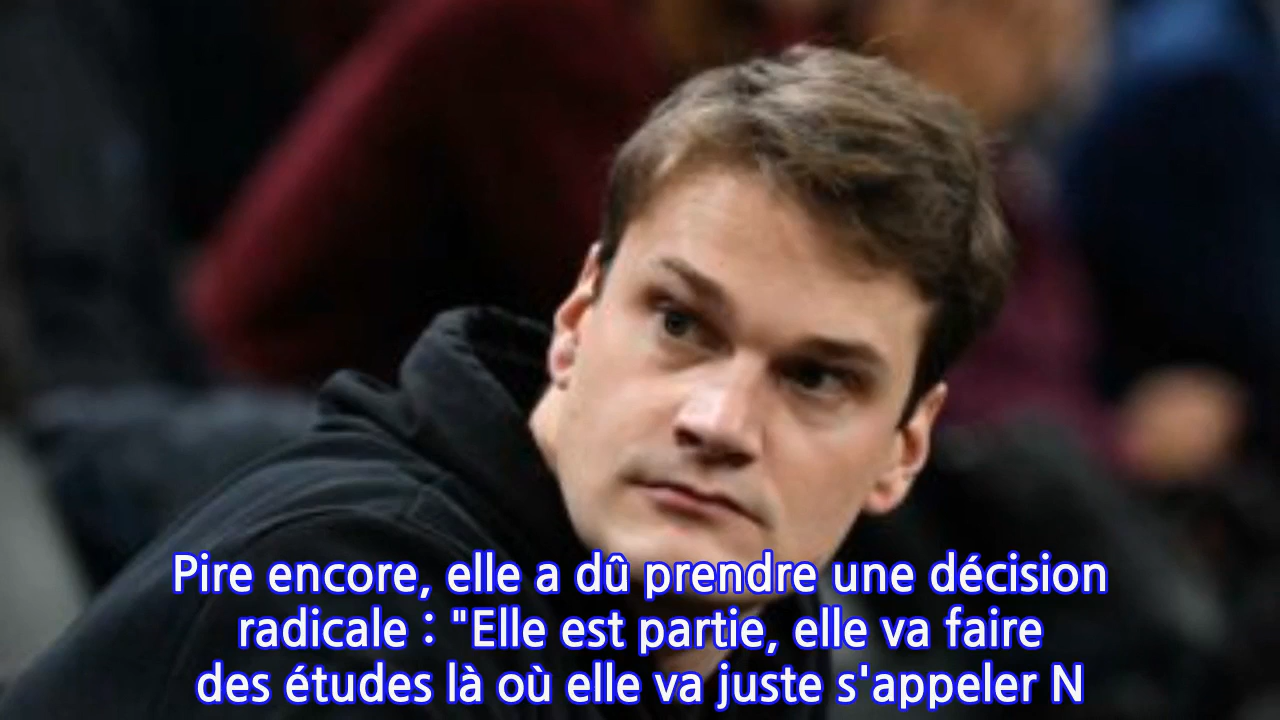 Pire encore, elle a dû prendre une décision
radicale : "Elle est partie, elle va faire
des études là où elle va juste s'appeler N